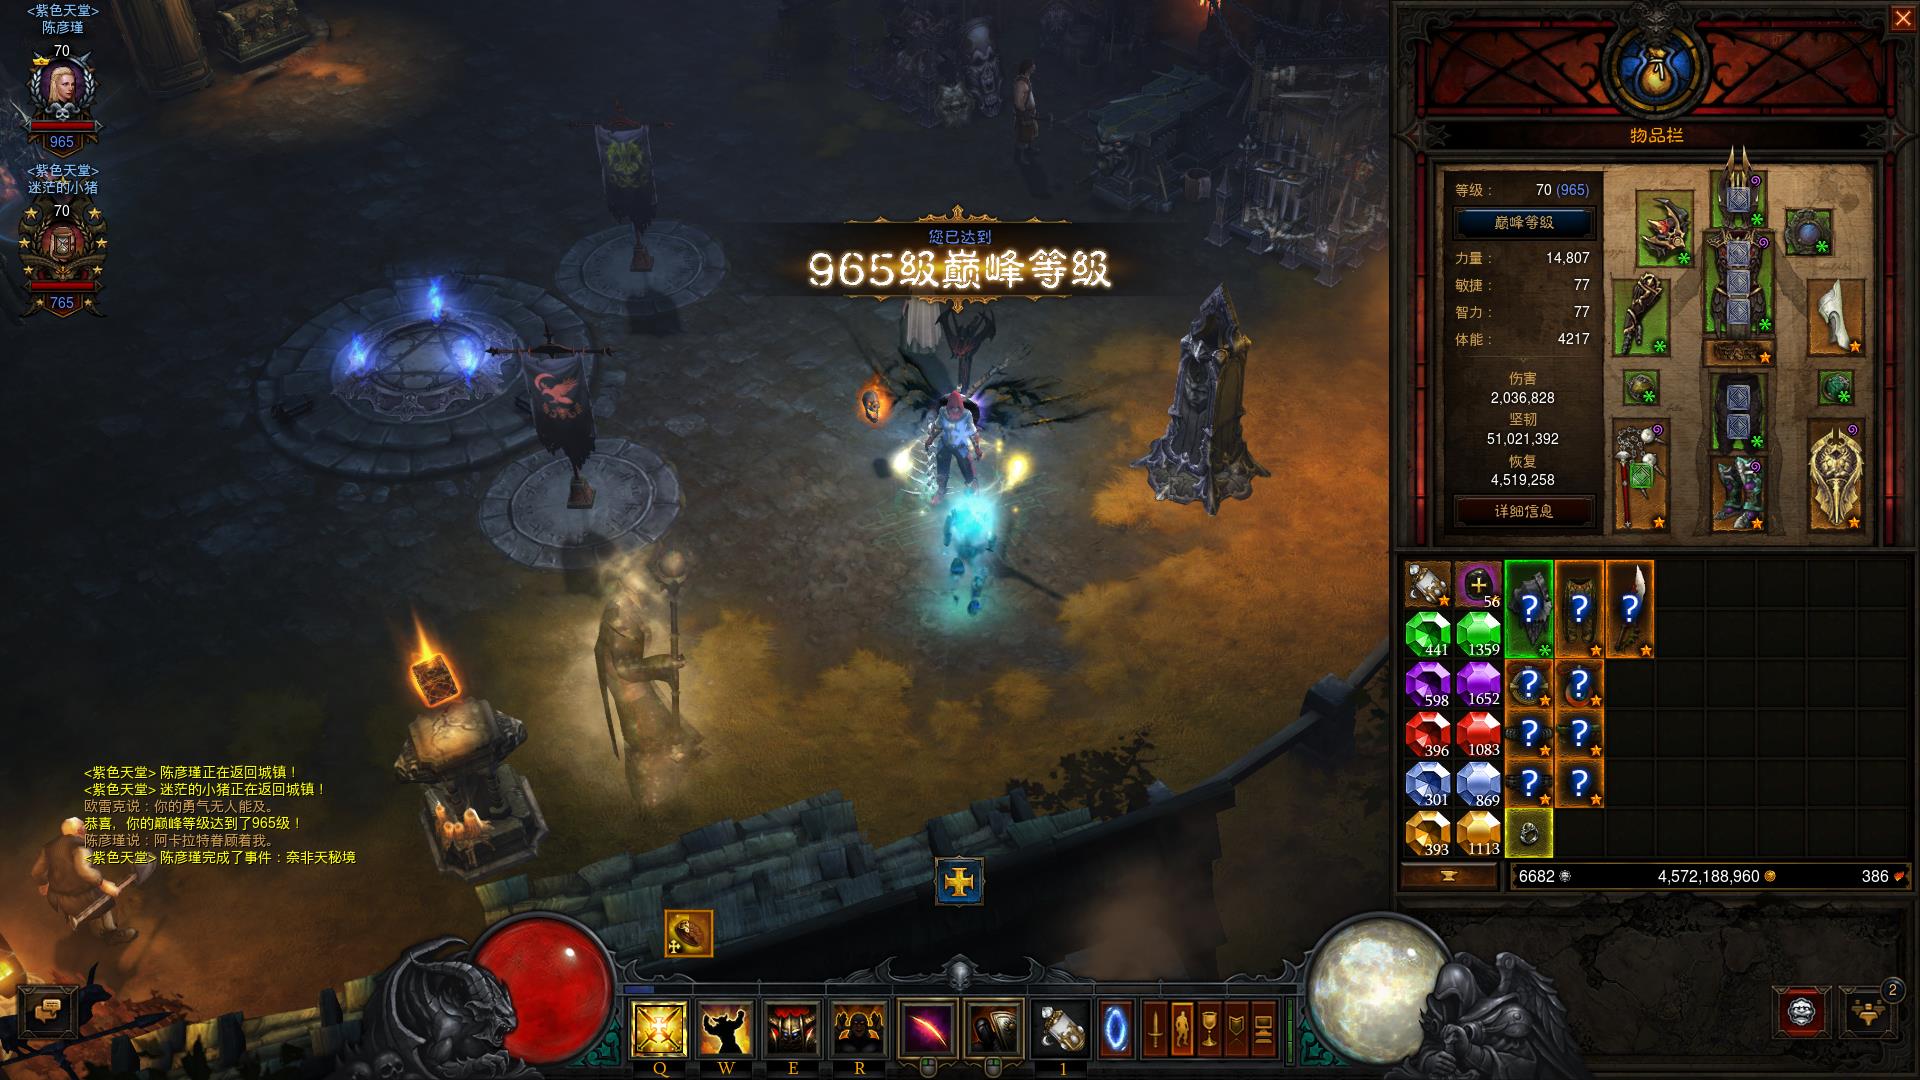 <紫色天堂>
陈彦瑾
70
965
<紫色天堂>
迷茫的小猪
70
765
您已达到
965级巅峰等级
<紫色天堂> 陈彦瑾正在返回城镇！
<紫色天堂> 迷茫的小猪正在返回城镇！
欧雷克说：你的勇气无人能及。
恭喜，你的巅峰等级达到了965级！
陈彦瑾说：阿卡拉特眷顾着我。
<紫色天堂> 陈彦瑾完成了事件：奈非天秘境
物品栏
等级： 70 (965)
巅峰等级
力量： 14,807
敏捷： 77
智力： 77
体能： 4217
伤害
2,036,828
坚韧
51,021,392
恢复
4,519,258
详细信息
56
441 1359
598 1652
396 1083
301 869
393 1113
? ? ?
? ?
? ?
? ?
6682 4,572,188,960 386
Q W E R 1
2